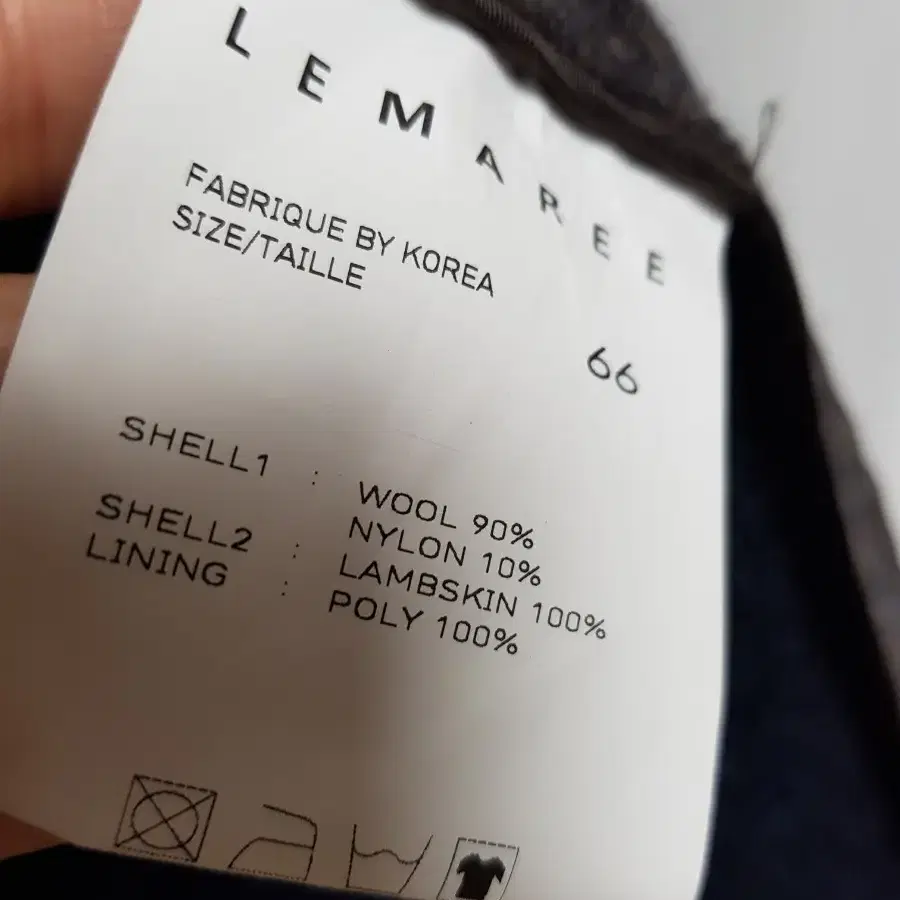 LEMAREE
FABRIQUE BY KOREA
SIZE/TAILLE
66
SHELL1 : WOOL 90%
NYLON 10%
SHELL2 : LAMBSKIN 100%
LINING : POLY 100%